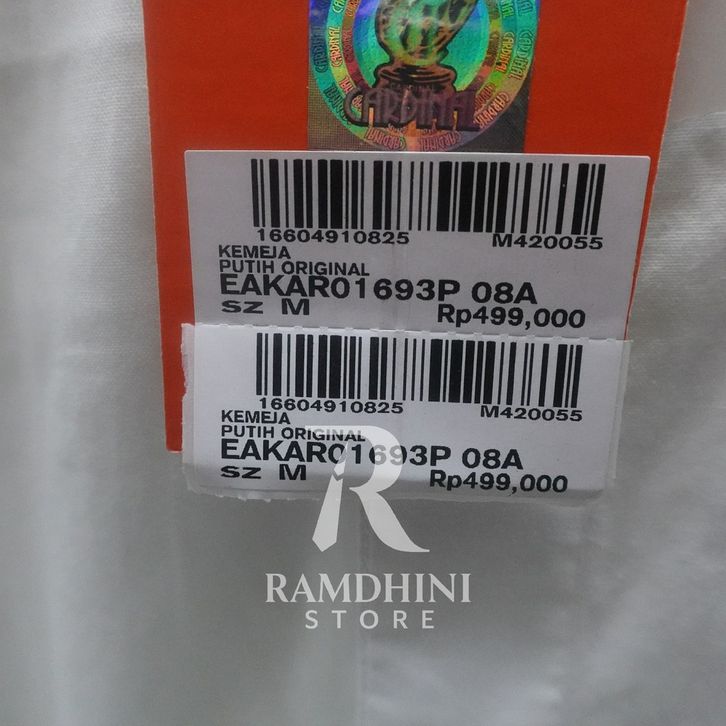 CARDINAL
16604910825 M420055
KEMEJA
PUTIH ORIGINAL
EAKAR01693P 08A
SZ M Rp499,000
16604910825 M420055
KEMEJA
PUTIH ORIGINAL
EAKAR01693P 08A
SZ M Rp499,000
R
RAMDHINI
STORE